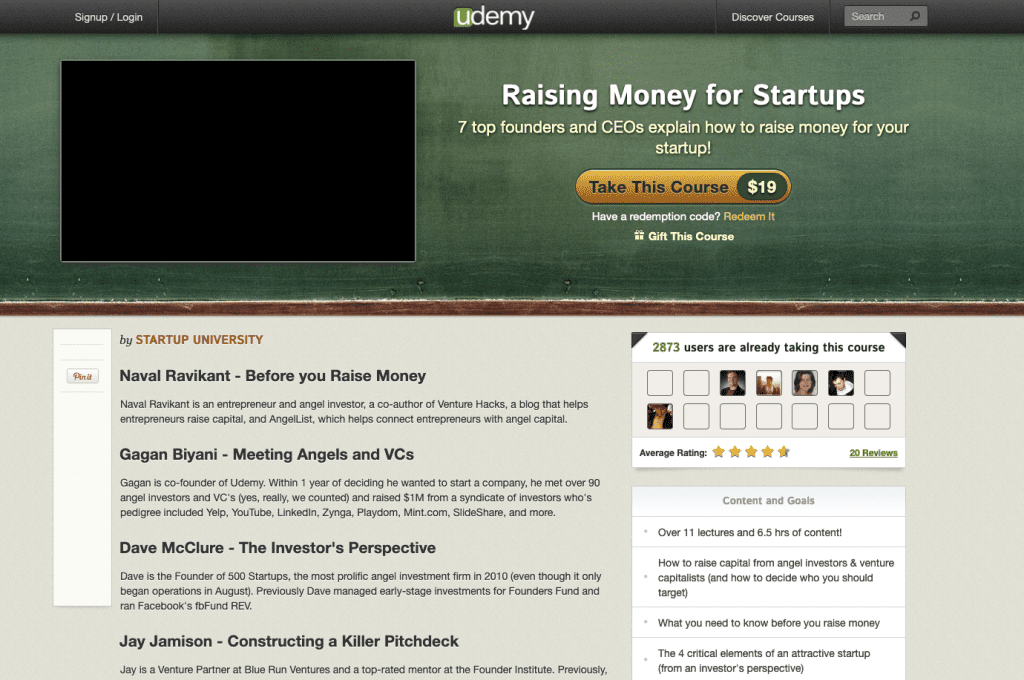 Signup / Login
udemy
Discover Courses
Search
Raising Money for Startups
7 top founders and CEOs explain how to raise money for your
startup!
Take This Course $19
Have a redemption code? Redeem It
Gift This Course
Pin it
by STARTUP UNIVERSITY
Naval Ravikant - Before you Raise Money
Naval Ravikant is an entrepreneur and angel investor, a co-author of Venture Hacks, a blog that helps
entrepreneurs raise capital, and AngelList, which helps connect entrepreneurs with angel capital.
Gagan Biyani - Meeting Angels and VCs
Gagan is co-founder of Udemy. Within 1 year of deciding he wanted to start a company, he met over 90
angel investors and VC's (yes, really, we counted) and raised $1M from a syndicate of investors who's
pedigree included Yelp, YouTube, LinkedIn, Zynga, Playdom, Mint.com, SlideShare, and more.
Dave McClure - The Investor's Perspective
Dave is the Founder of 500 Startups, the most prolific angel investment firm in 2010 (even though it only
began operations in August). Previously Dave managed early-stage investments for Founders Fund and
ran Facebook's fbFund REV.
Jay Jamison - Constructing a Killer Pitchdeck
Jay is a Venture Partner at Blue Run Ventures and a top-rated mentor at the Founder Institute. Previously,
2873 users are already taking this course
Average Rating:
20 Reviews
Content and Goals
Over 11 lectures and 6.5 hrs of content!
How to raise capital from angel investors & venture
capitalists (and how to decide who you should
target)
What you need to know before you raise money
The 4 critical elements of an attractive startup
(from an investor's perspective)